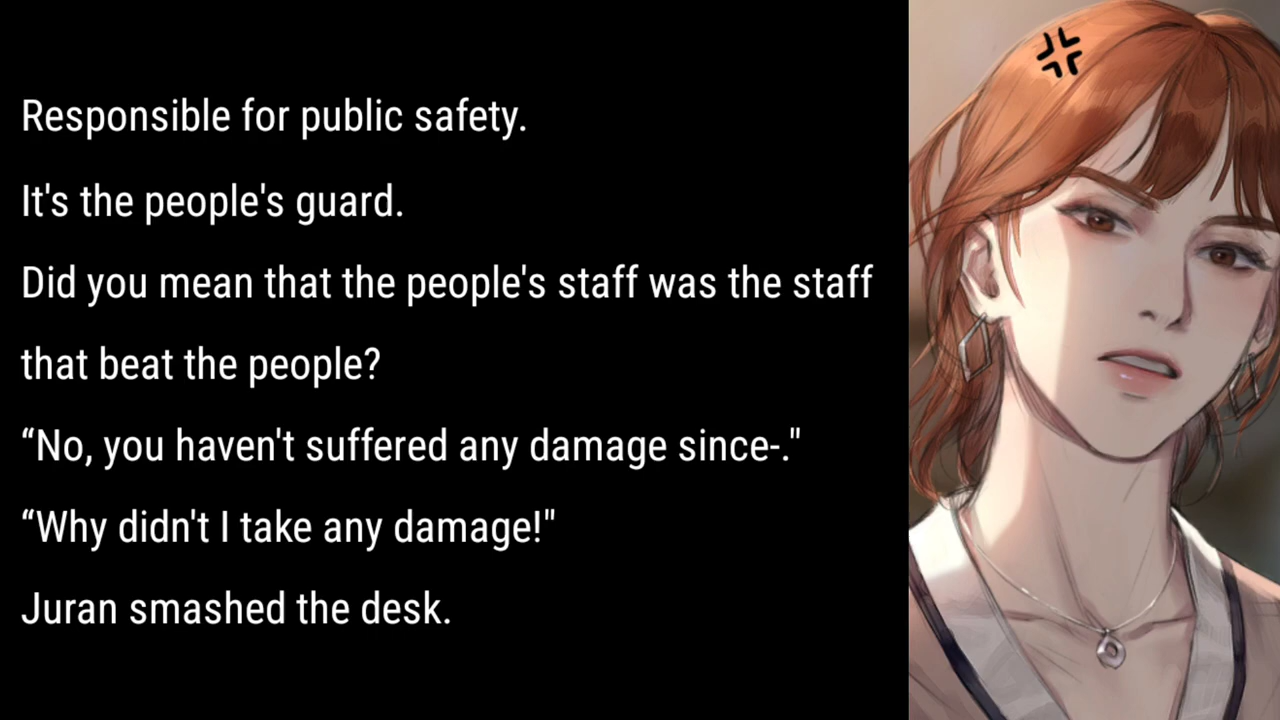 Responsible for public safety.
It's the people's guard.
Did you mean that the people's staff was the staff
that beat the people?
“No, you haven't suffered any damage since-."
“Why didn't I take any damage!"
Juran smashed the desk.